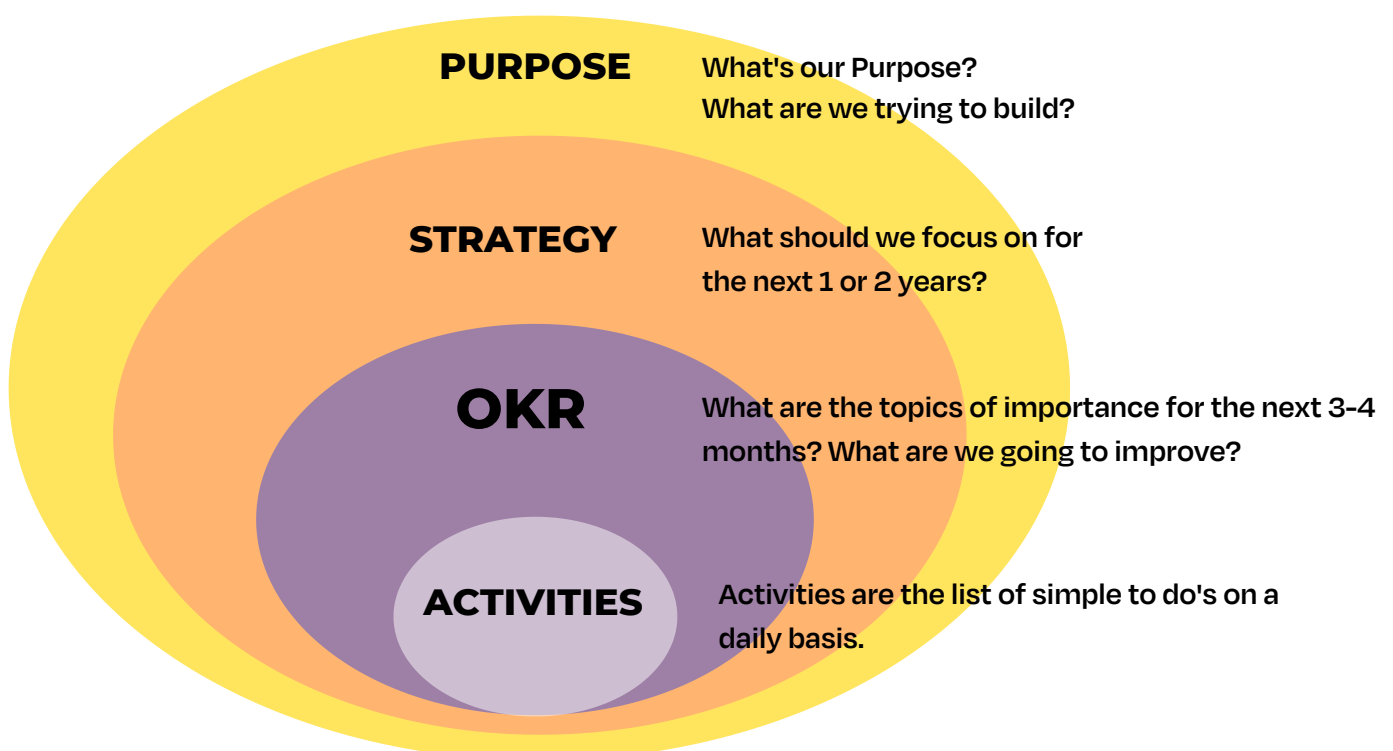 PURPOSE
What's our Purpose?
What are we trying to build?
STRATEGY
What should we focus on for
the next 1 or 2 years?
OKR
What are the topics of importance for the next 3-4
months? What are we going to improve?
ACTIVITIES
Activities are the list of simple to do's on a
daily basis.